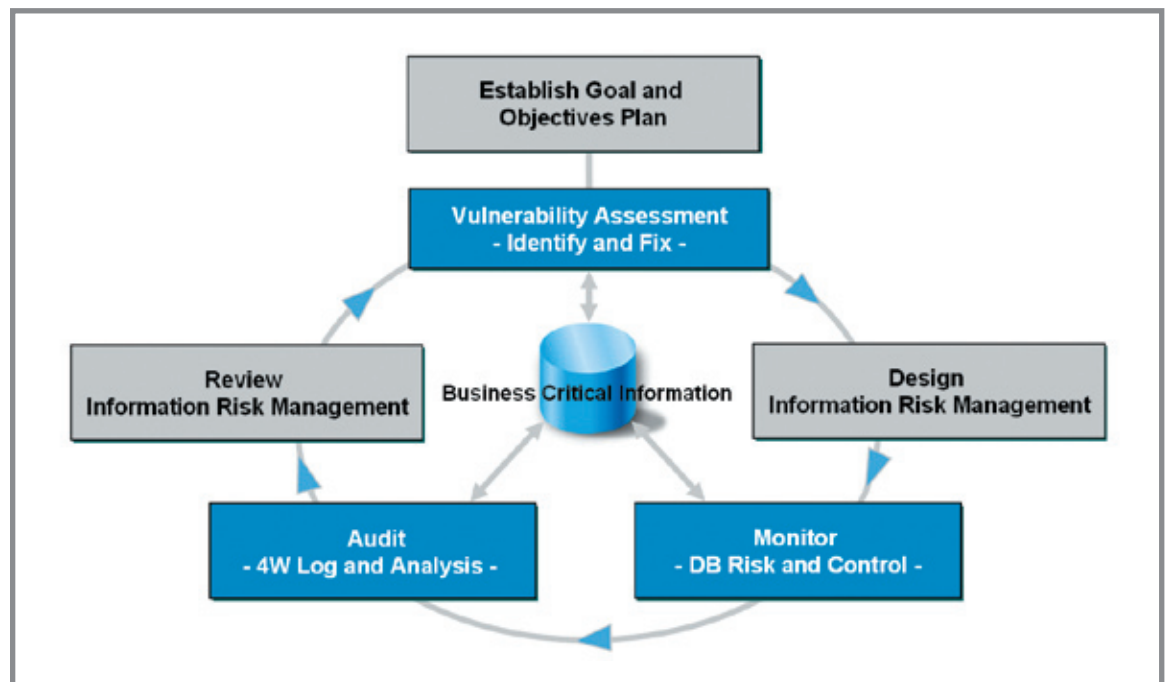 Establish Goal and
Objectives Plan
Vulnerability Assessment
- Identify and Fix -
Review
Information Risk Management
Business Critical Information
Design
Information Risk Management
Audit
- 4W Log and Analysis -
Monitor
- DB Risk and Control -